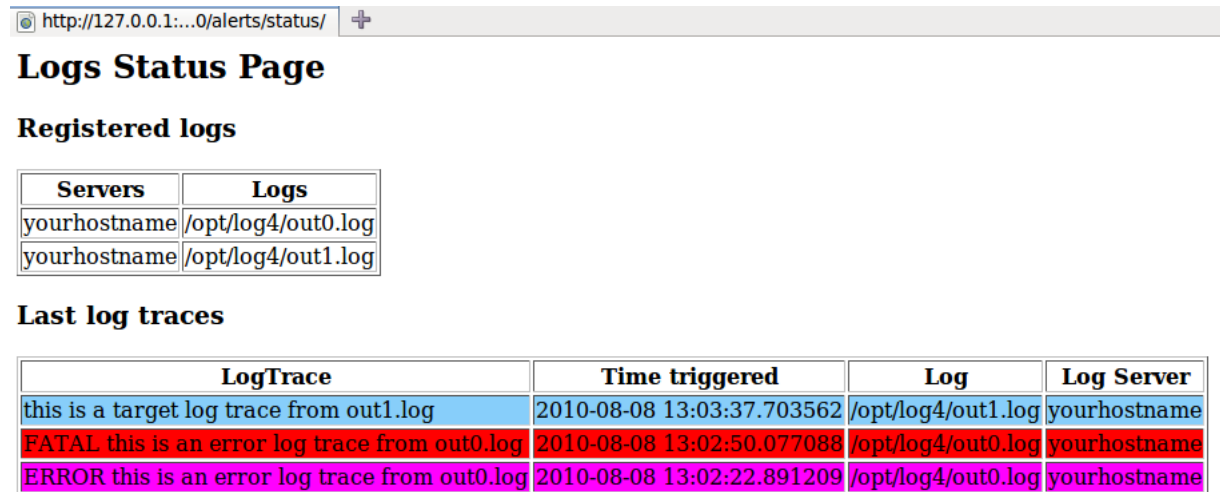 http://127.0.0.1:...0/alerts/status/
Logs Status Page
Registered logs
Servers Logs
yourhostname /opt/log4/out0.log
yourhostname /opt/log4/out1.log
Last log traces
LogTrace Time triggered Log Log Server
this is a target log trace from out1.log 2010-08-08 13:03:37.703562 /opt/log4/out1.log yourhostname
FATAL this is an error log trace from out0.log 2010-08-08 13:02:50.077088 /opt/log4/out0.log yourhostname
ERROR this is an error log trace from out0.log 2010-08-08 13:02:22.891209 /opt/log4/out0.log yourhostname